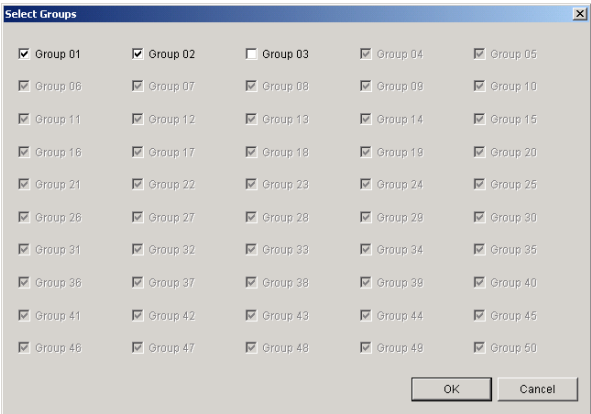 Select Groups
Group 01 Group 02 Group 03 Group 04 Group 05
Group 06 Group 07 Group 08 Group 09 Group 10
Group 11 Group 12 Group 13 Group 14 Group 15
Group 16 Group 17 Group 18 Group 19 Group 20
Group 21 Group 22 Group 23 Group 24 Group 25
Group 26 Group 27 Group 28 Group 29 Group 30
Group 31 Group 32 Group 33 Group 34 Group 35
Group 36 Group 37 Group 38 Group 39 Group 40
Group 41 Group 42 Group 43 Group 44 Group 45
Group 46 Group 47 Group 48 Group 49 Group 50
OK Cancel